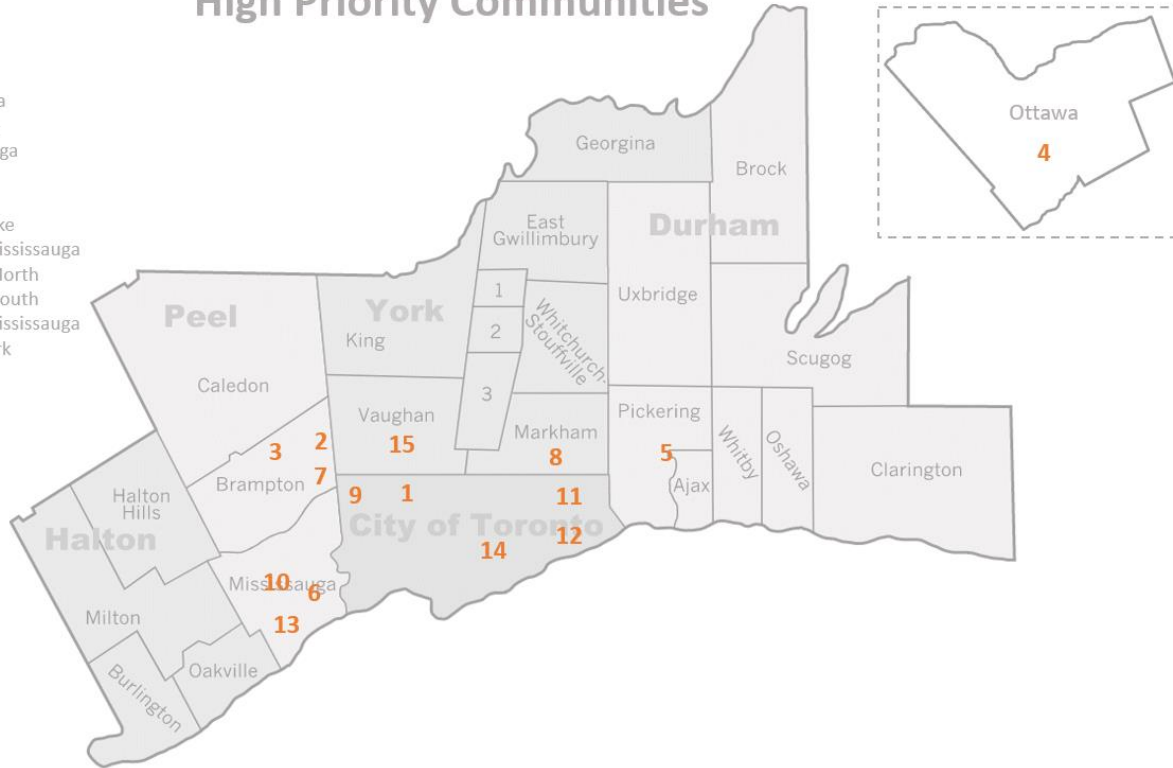 High Priority Communities
a
ga
ke
ississauga
North
outh
ississauga
rk
Ottawa
4
Georgina
Brock
East
Gwillimbury
Durham
1
Uxbridge
Whitchurch-
Stouffville
Peel
York
2
King
Scugog
Caledon
3
Vaughan
15
Markham
8
Pickering
5
Whitby
Oshawa
Clarington
Ajax
3
2
7
Brampton
9
1
11
City of Toronto
12
14
Halton
Hills
Halton
Mississauga
10
6
13
Milton
Oakville
Burlington